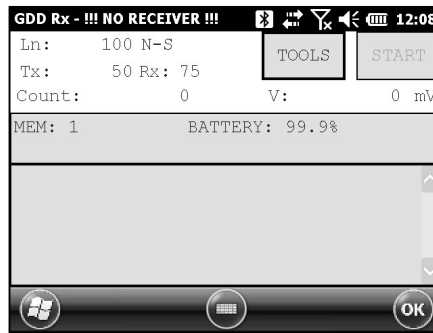 GDD Rx - !!! NO RECEIVER !!! 12:08
Ln: 100 N-S
TOOLS
START
Tx: 50 Rx: 75
Count: 0 V: 0 mV
MEM: 1 BATTERY: 99.9%
OK